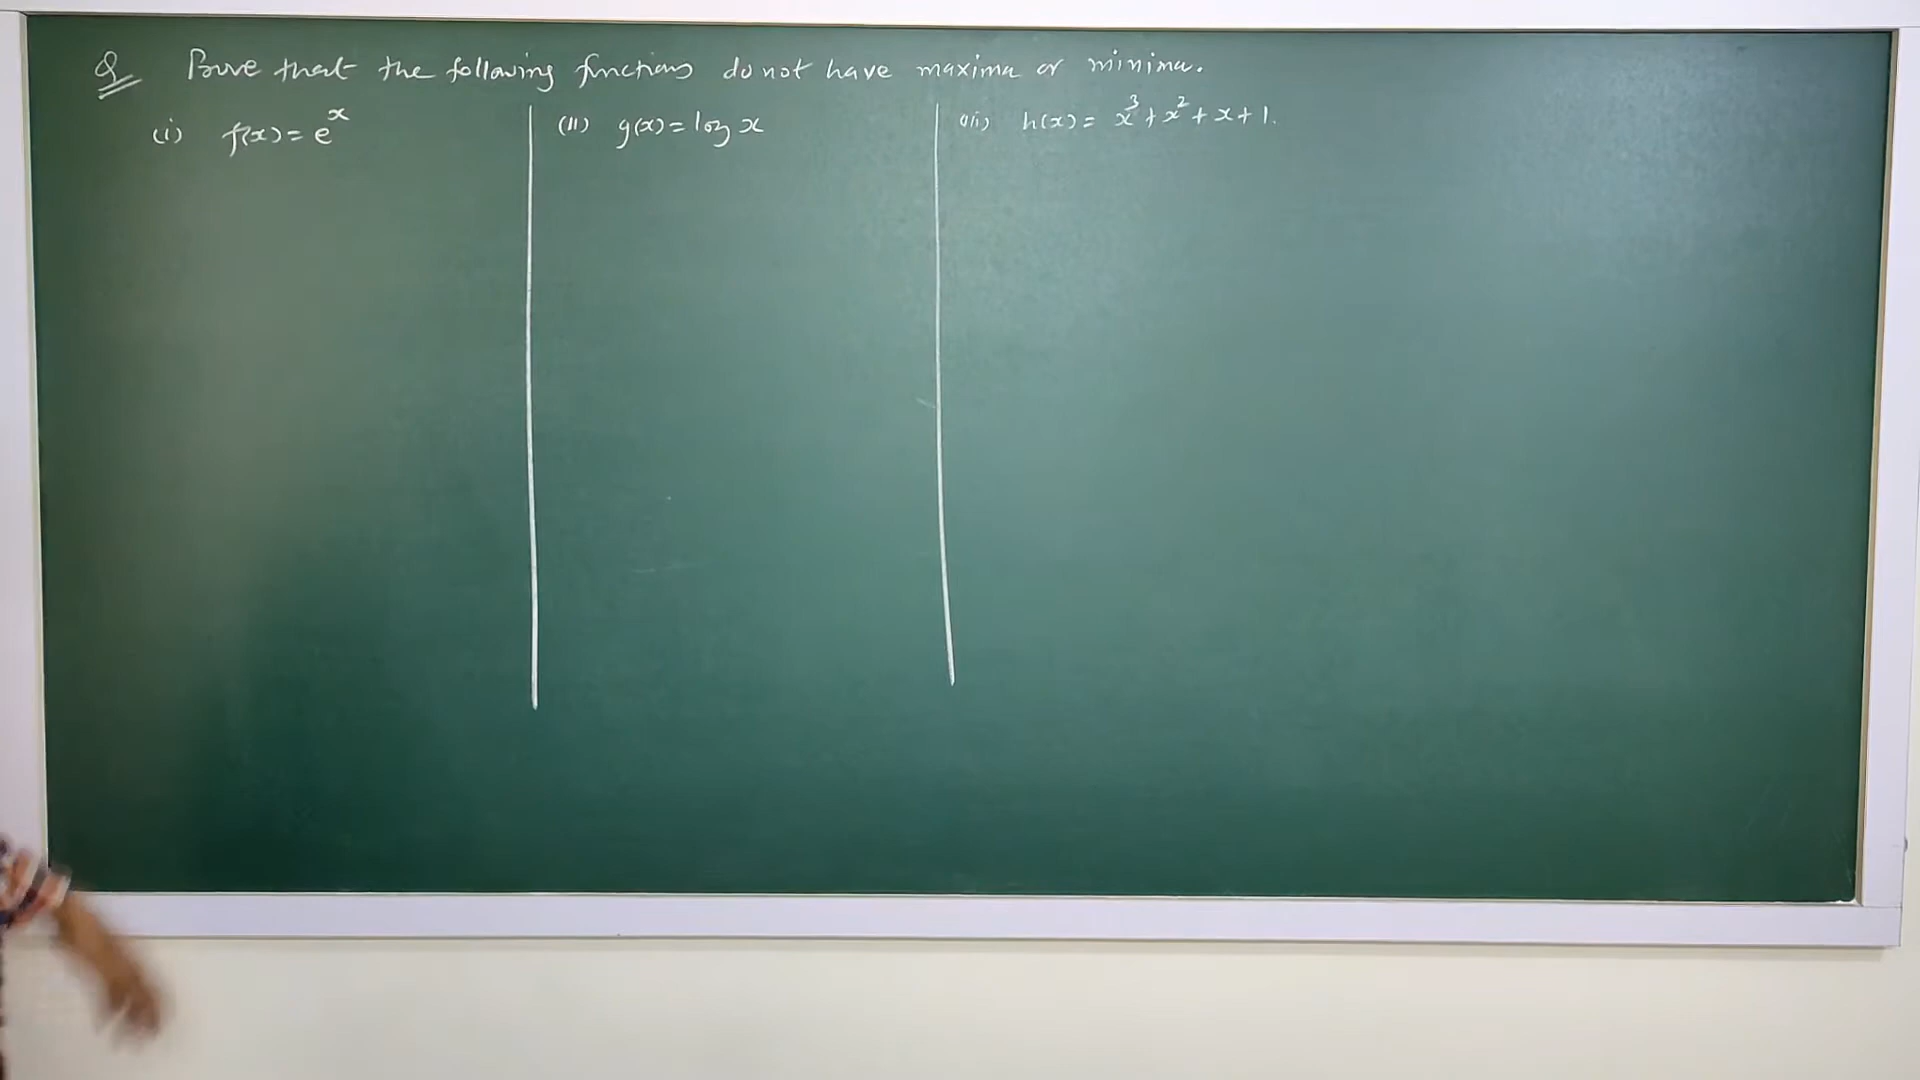 Q Prove that the following functions do not have maxima or minima.
(i) f(x) = e^x
(ii) g(x) = log x
(iii) h(x) = x^3 + x^2 + x + 1.